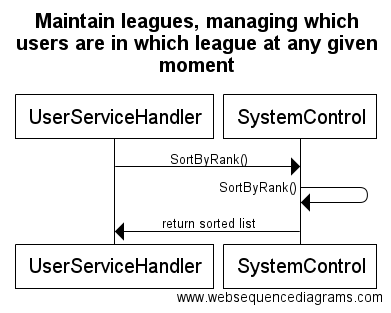 Maintain leagues, managing which
users are in which league at any given
moment
UserServiceHandler
SystemControl
SortByRank()
SortByRank()
return sorted list
UserServiceHandler
SystemControl
www.websequencediagrams.com